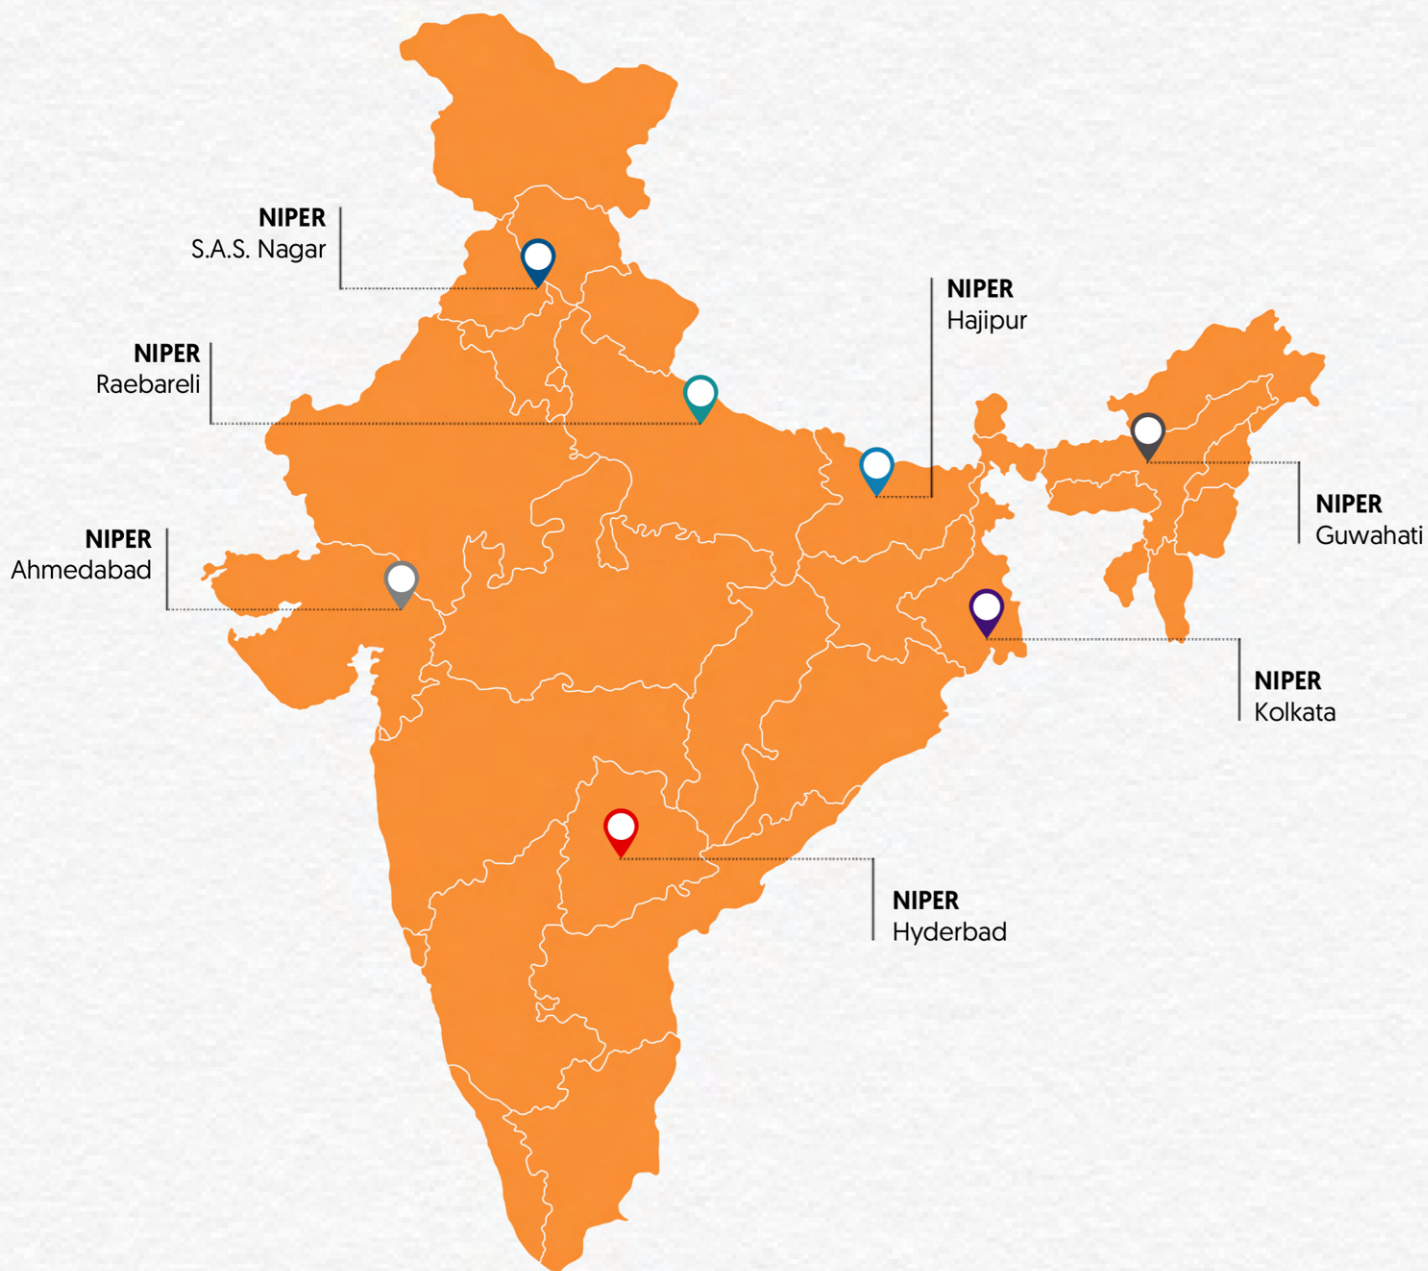 NIPER
S.A.S. Nagar
NIPER
Hajipur
NIPER
Raebareli
NIPER
Guwahati
NIPER
Ahmedabad
NIPER
Kolkata
NIPER
Hyderbad